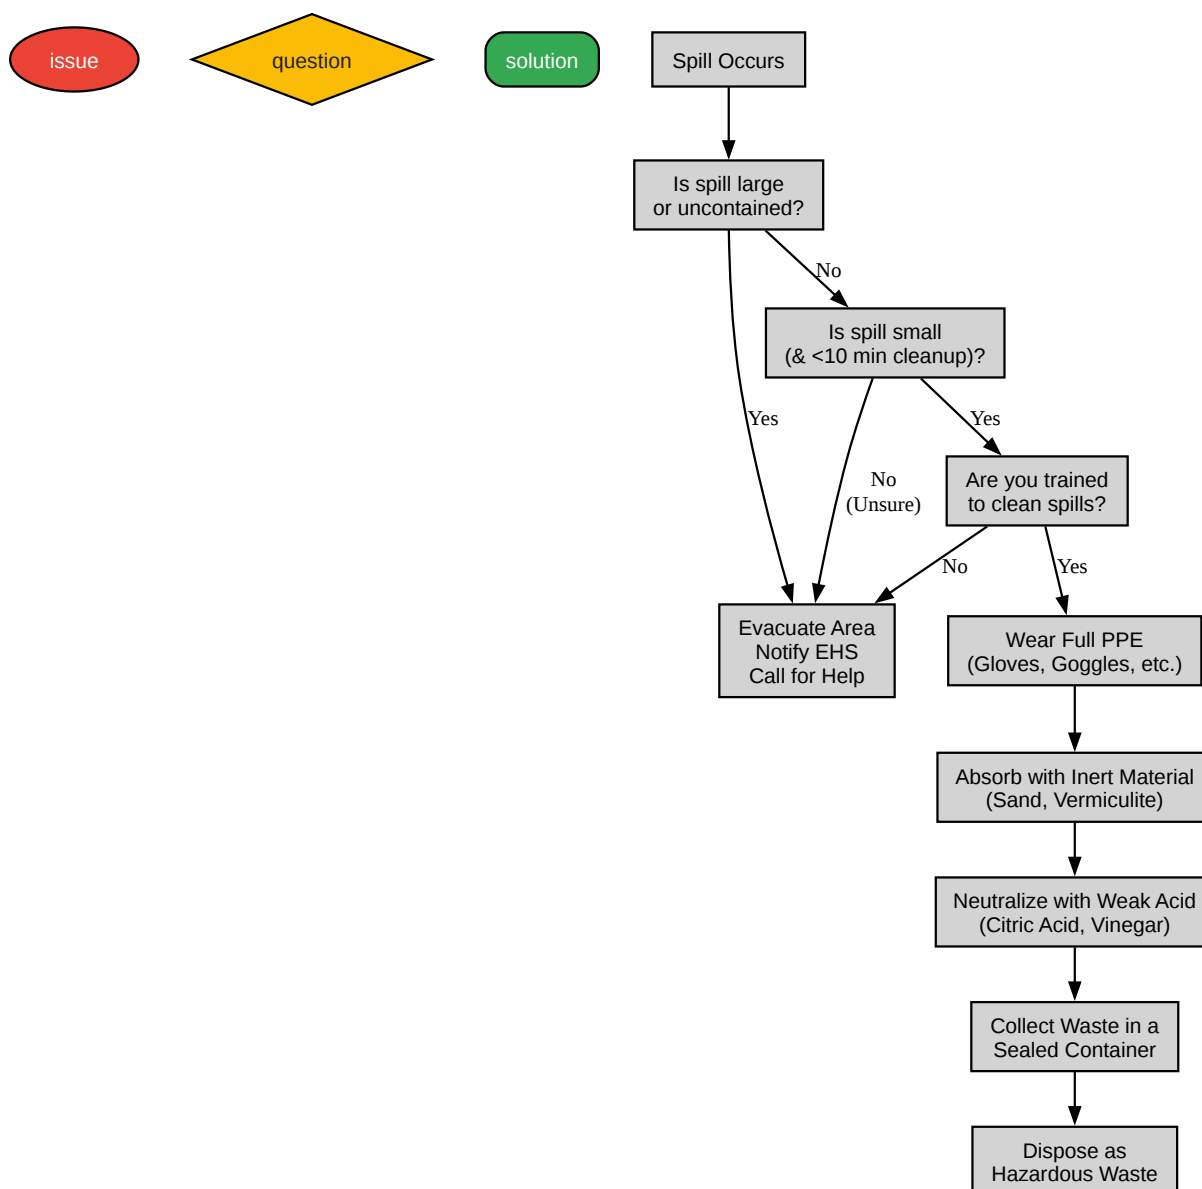 issue
question
solution
Spill Occurs
Is spill large
or uncontained?
No
Is spill small
(& <10 min cleanup)?
Yes
Yes
Are you trained
to clean spills?
No
(Unsure)
No
Yes
Evacuate Area
Notify EHS
Call for Help
Wear Full PPE
(Gloves, Goggles, etc.)
Absorb with Inert Material
(Sand, Vermiculite)
Neutralize with Weak Acid
(Citric Acid, Vinegar)
Collect Waste in a
Sealed Container
Dispose as
Hazardous Waste